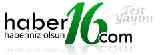 haber16.com
haberiniz olsun
Test Yayını